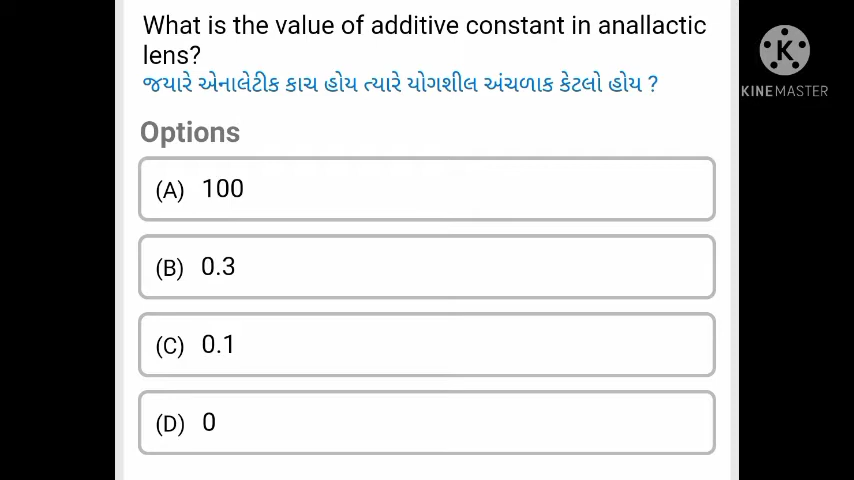 What is the value of additive constant in anallactic
lens?
જયારે એનાલેટીક કાચ હોય ત્યારે યોગશીલ અંચળાક કેટલો હોય ?
K
KINEMASTER
Options
(A) 100
(B) 0.3
(C) 0.1
(D) 0